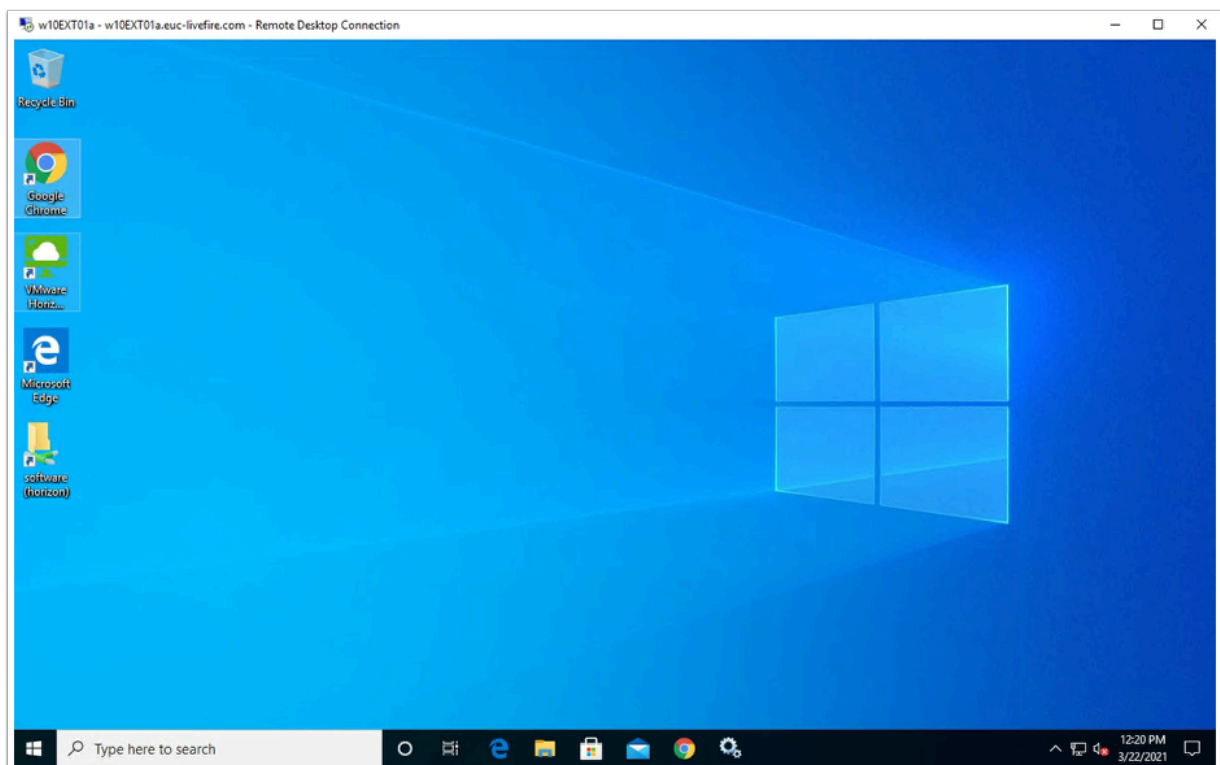 w10EXT01a - w10EXT01a.euc-livefire.com - Remote Desktop Connection
Recycle Bin
Google
Chrome
VMware
Horiz...
Microsoft
Edge
software
(horizon)
Type here to search
12:20 PM
3/22/2021